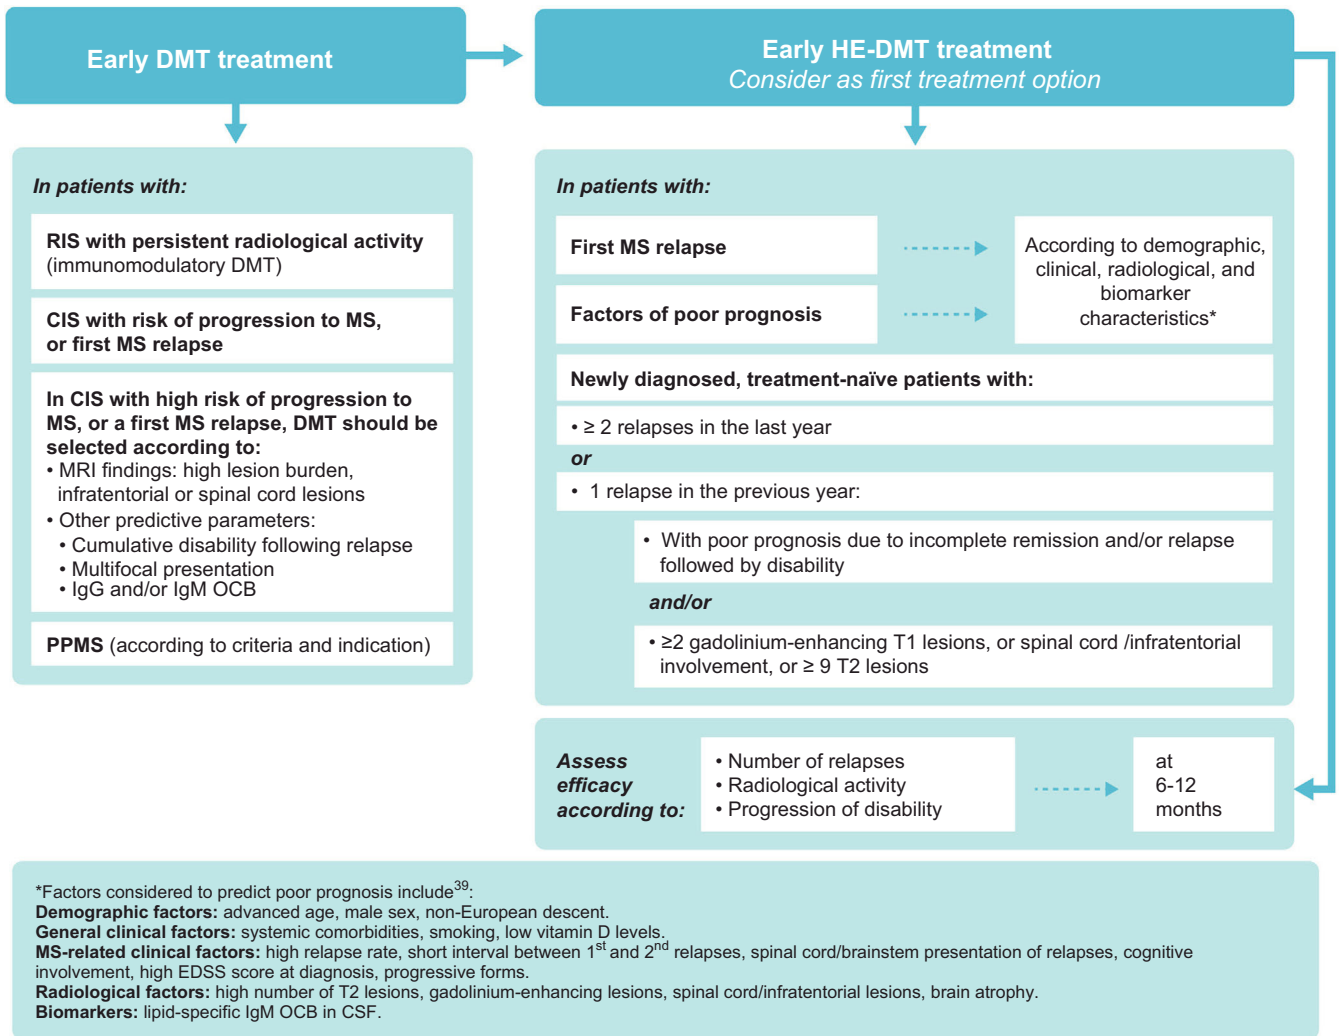 Early DMT treatment
In patients with:
RIS with persistent radiological activity
(immunomodulatory DMT)
CIS with risk of progression to MS,
or first MS relapse
In CIS with high risk of progression to
MS, or a first MS relapse, DMT should be
selected according to:
• MRI findings: high lesion burden,
infratentorial or spinal cord lesions
• Other predictive parameters:
• Cumulative disability following relapse
• Multifocal presentation
• IgG and/or IgM OCB
PPMS (according to criteria and indication)
Early HE-DMT treatment
Consider as first treatment option
In patients with:
First MS relapse
Factors of poor prognosis
According to demographic,
clinical, radiological, and
biomarker
characteristics*
Newly diagnosed, treatment-naïve patients with:
• ≥ 2 relapses in the last year
or
• 1 relapse in the previous year:
• With poor prognosis due to incomplete remission and/or relapse
followed by disability
and/or
• ≥2 gadolinium-enhancing T1 lesions, or spinal cord /infratentorial
involvement, or ≥ 9 T2 lesions
Assess
efficacy
according to:
• Number of relapses
• Radiological activity
• Progression of disability
at
6-12
months
*Factors considered to predict poor prognosis include39:
Demographic factors: advanced age, male sex, non-European descent.
General clinical factors: systemic comorbidities, smoking, low vitamin D levels.
MS-related clinical factors: high relapse rate, short interval between 1st and 2nd relapses, spinal cord/brainstem presentation of relapses, cognitive
involvement, high EDSS score at diagnosis, progressive forms.
Radiological factors: high number of T2 lesions, gadolinium-enhancing lesions, spinal cord/infratentorial lesions, brain atrophy.
Biomarkers: lipid-specific IgM OCB in CSF.